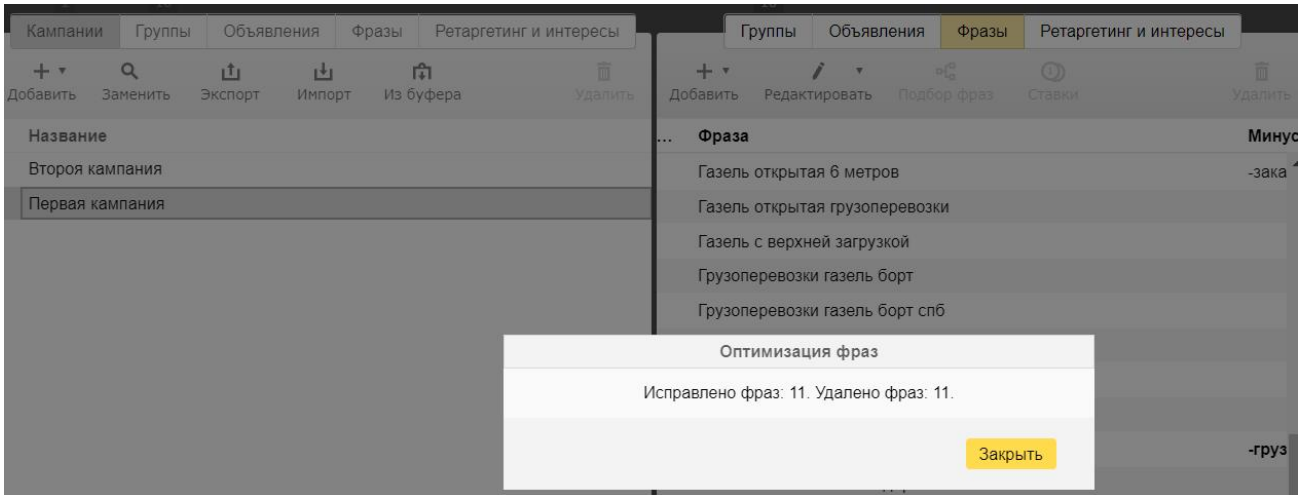 Кампании Группы Объявления Фразы Ретаргетинг и интересы
Добавить Заменить Экспорт Импорт Из буфера Удалить
Название
Второя кампания
Первая кампания
Группы Объявления Фразы Ретаргетинг и интересы
Добавить Редактировать Подбор фраз Ставки Удалить
... Фраза Минус
Газель открытая 6 метров -зака
Газель открытая грузоперевозки
Газель с верхней загрузкой
Грузоперевозки газель борт
Грузоперевозки газель борт спб
Оптимизация фраз
Исправлено фраз: 11. Удалено фраз: 11.
Закрыть
-груз